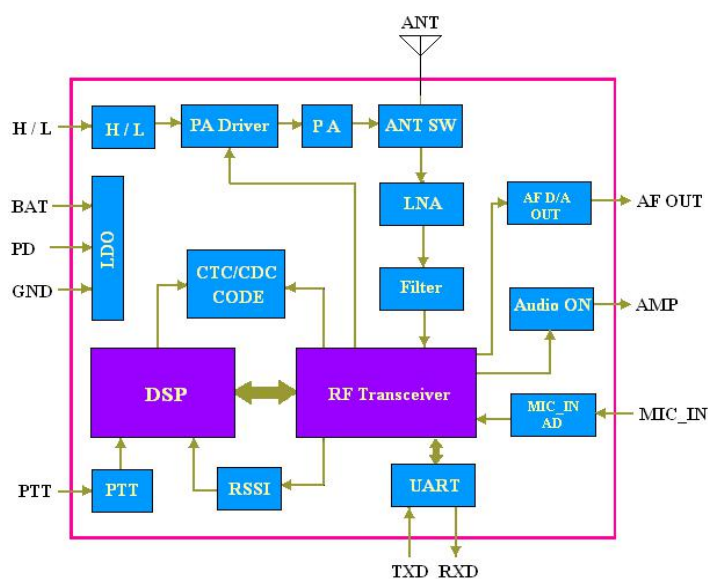 ANT
H / L
H / L
PA Driver
P A
ANT SW
BAT
PD
GND
LDO
LNA
AF D/A
OUT
AF OUT
CTC/CDC
CODE
Filter
Audio ON
AMP
DSP
RF Transceiver
MIC_IN
AD
MIC_IN
PTT
PTT
RSSI
UART
TXD
RXD